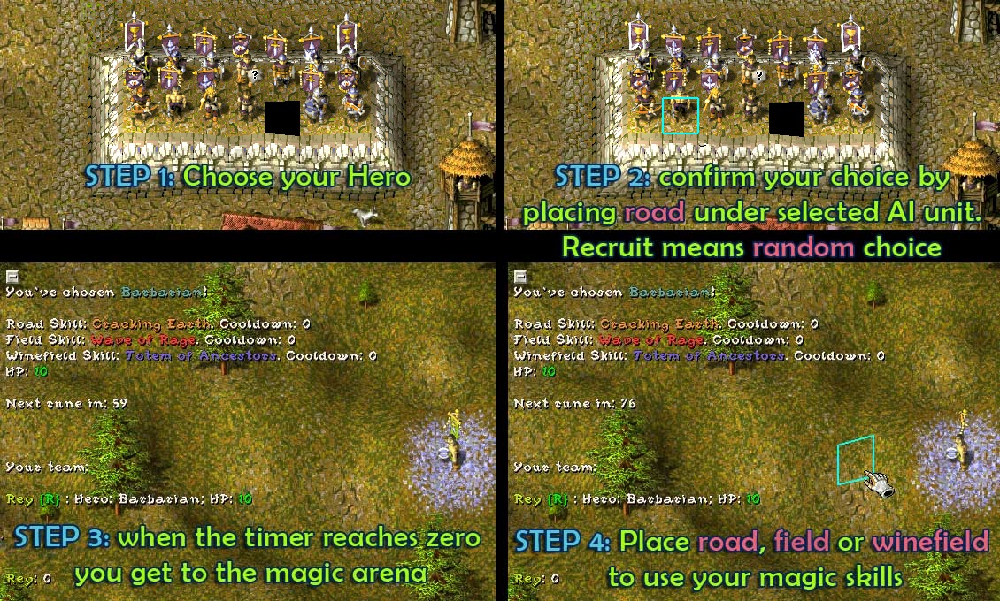 ?
?
STEP 1: Choose your Hero
STEP 2: confirm your choice by
placing road under selected AI unit.
Recruit means random choice
You've chosen Barbarian!
Road Skill: Cracking Earth. Cooldown: 0
Field Skill: Wave of Rage. Cooldown: 0
Winefield Skill: Totem of Ancestors. Cooldown: 0
HP: 10
Next rune in: 59
Your team:
Rey (R) : Hero: Barbarian; HP: 10
STEP 3: when the timer reaches zero
you get to the magic arena
Rey: 0
You've chosen Barbarian!
Road Skill: Cracking Earth. Cooldown: 0
Field Skill: Wave of Rage. Cooldown: 0
Winefield Skill: Totem of Ancestors. Cooldown: 0
HP: 10
Next rune in: 76
Your team:
Rey (R) : Hero: Barbarian; HP: 10
STEP 4: Place road, field or winefield
to use your magic skills
Rey: 0